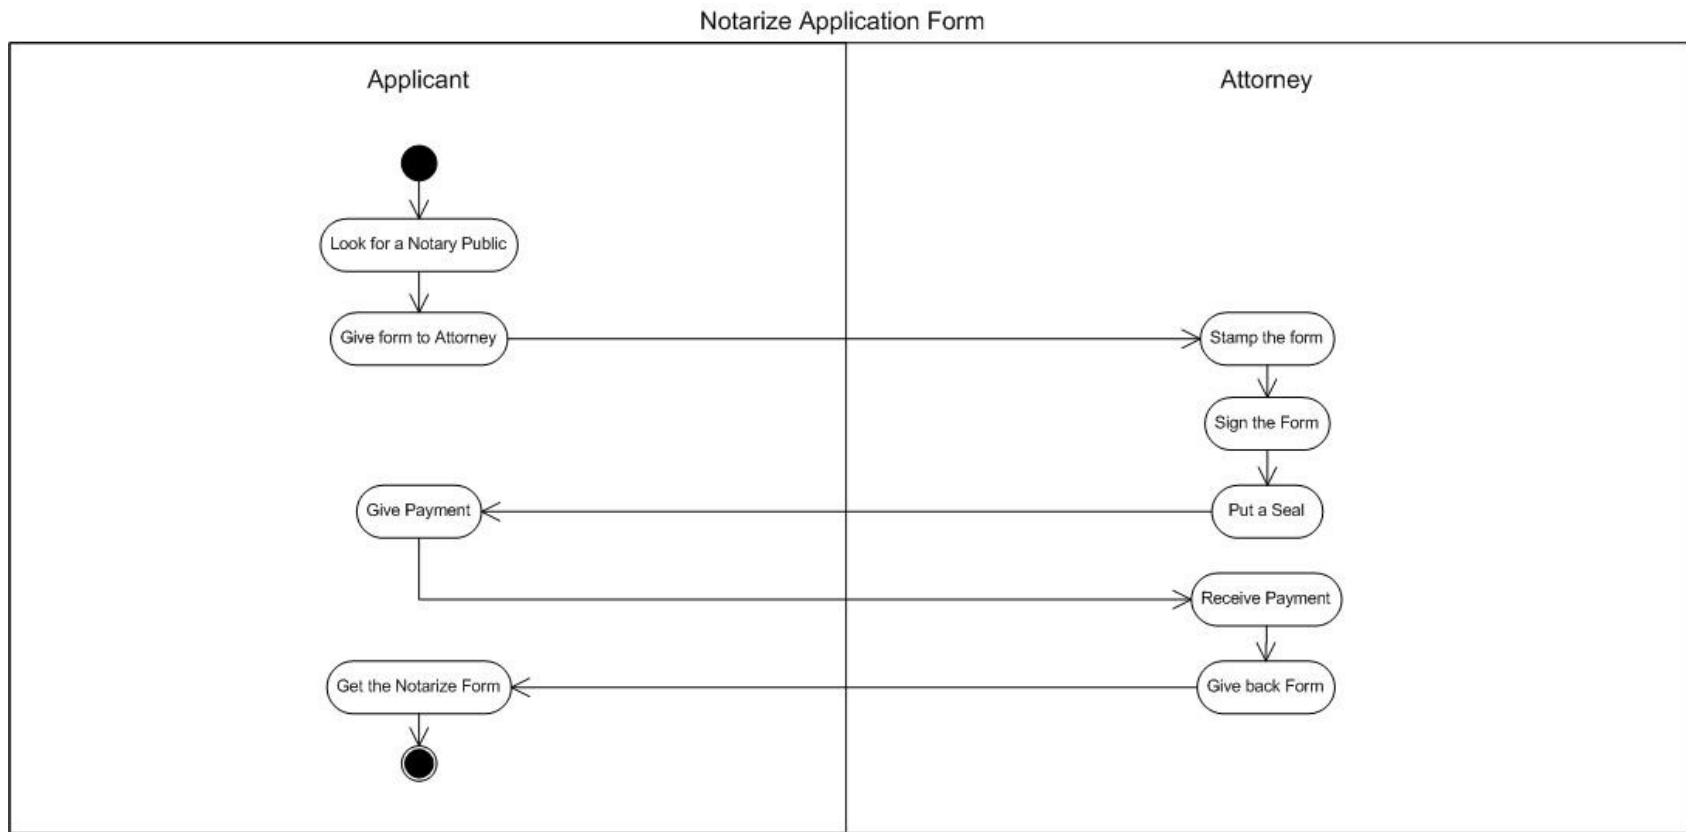 Notarize Application Form
Applicant
Attorney
Look for a Notary Public
Give form to Attorney
Stamp the form
Sign the Form
Give Payment
Put a Seal
Receive Payment
Get the Notarize Form
Give back Form